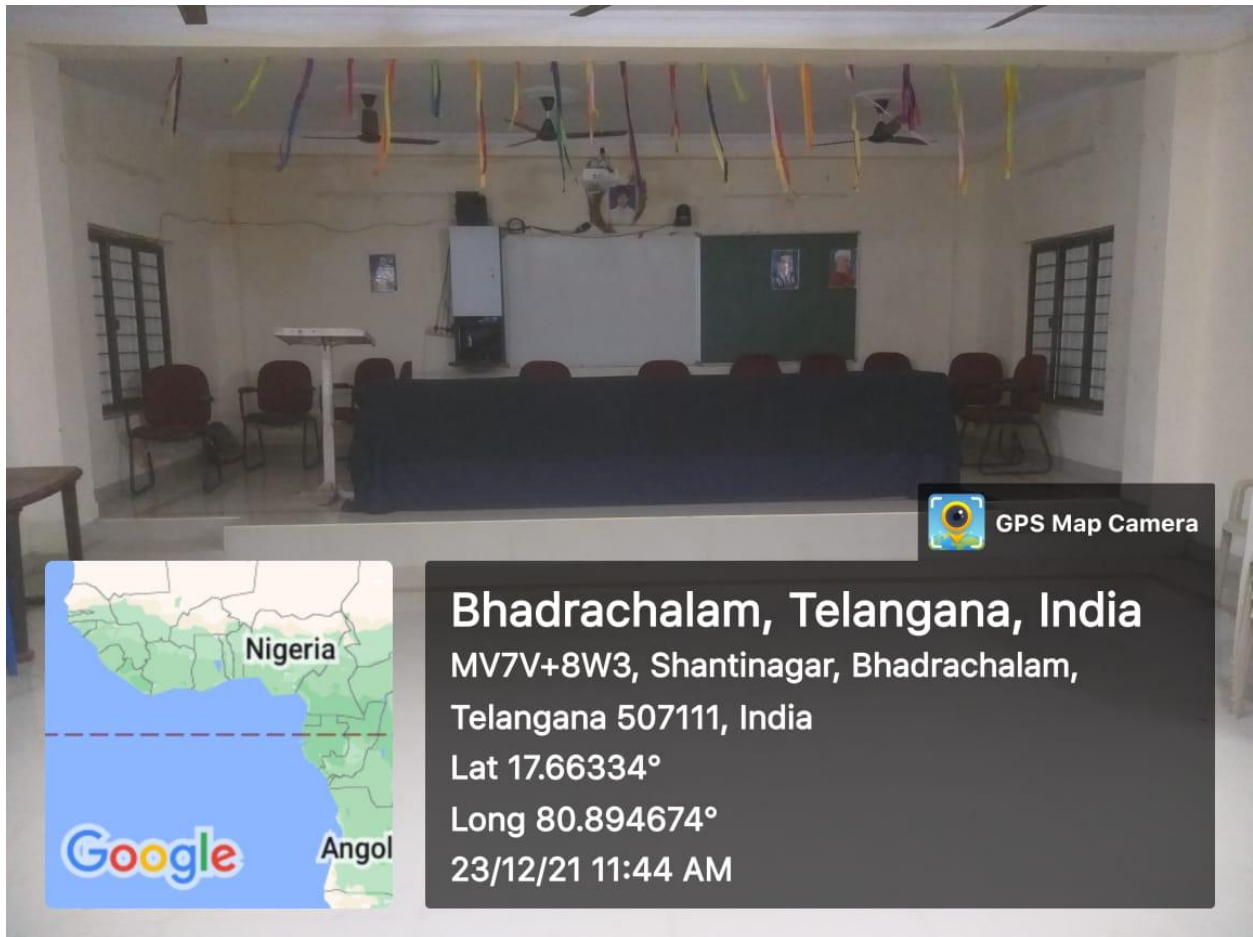 GPS Map Camera
Nigeria
Angol
Google
Bhadrachalam, Telangana, India
MV7V+8W3, Shantinagar, Bhadrachalam,
Telangana 507111, India
Lat 17.66334°
Long 80.894674°
23/12/21 11:44 AM